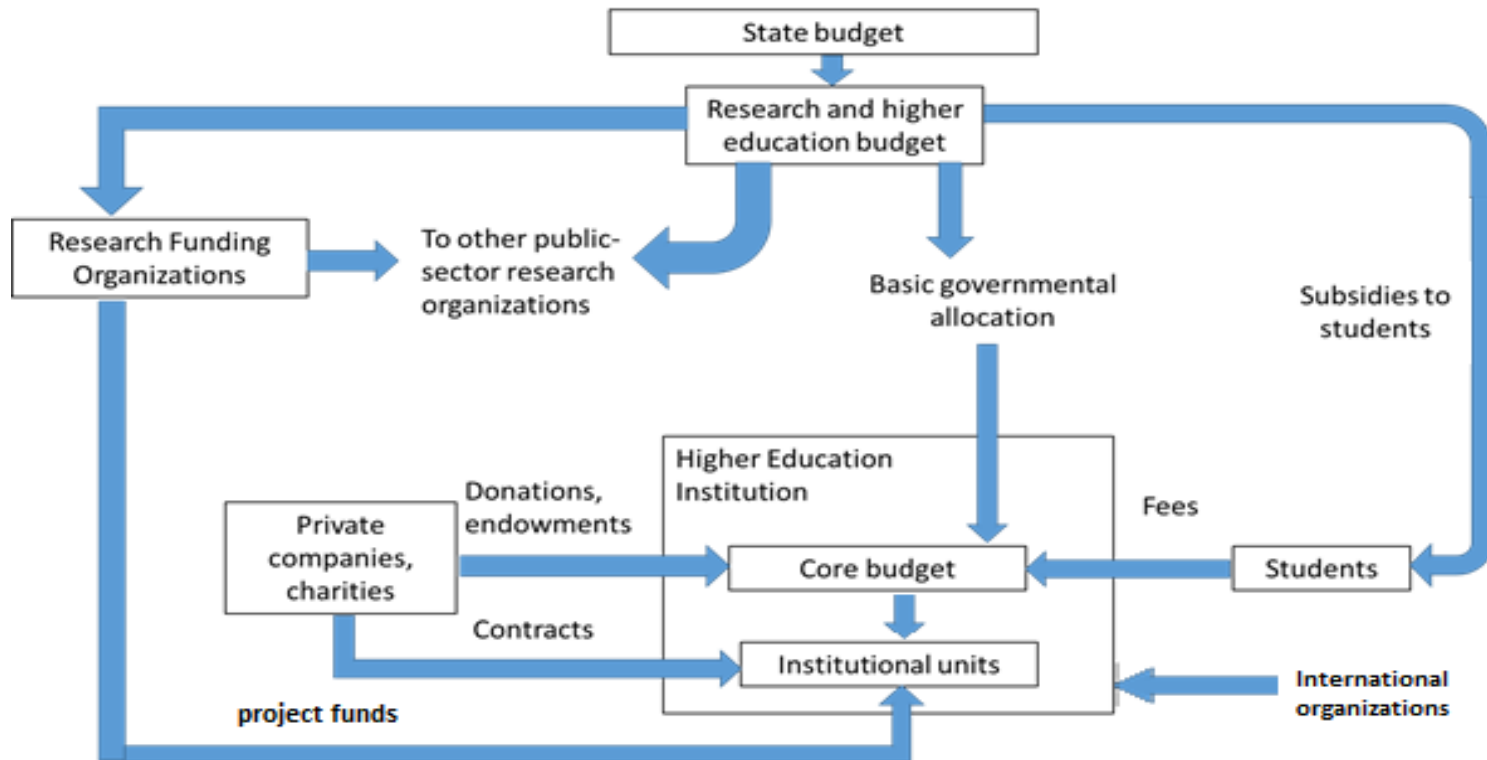 State budget
Research and higher
education budget
Research Funding
Organizations
To other public-
sector research
organizations
Basic governmental
allocation
Subsidies to
students
Higher Education
Institution
Donations,
endowments
Fees
Private
companies,
charities
Core budget
Students
Contracts
Institutional units
International
organizations
project funds